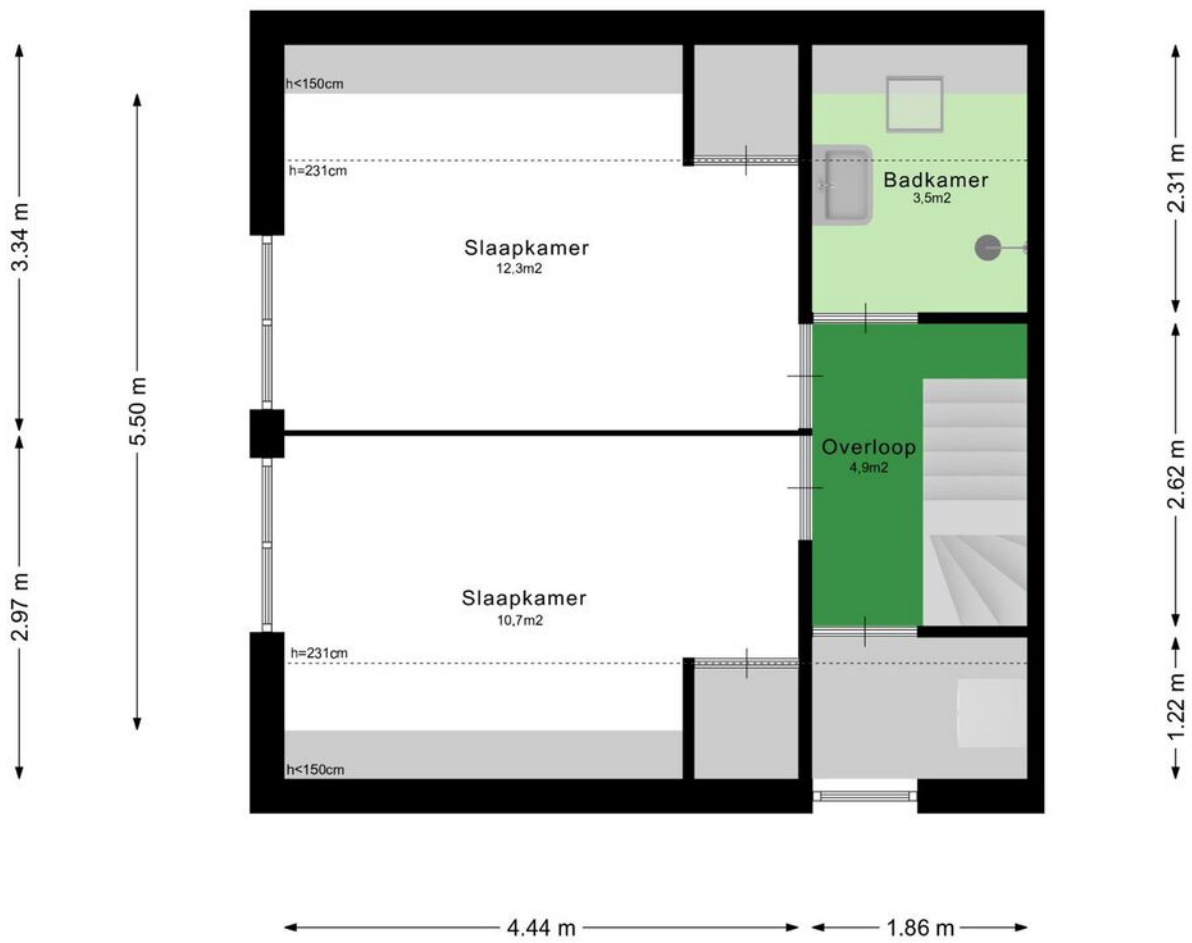 h<150cm
h=231cm
Slaapkamer
12,3m2
Badkamer
3,5m2
Overloop
4,9m2
Slaapkamer
10,7m2
h=231cm
h<150cm
3.34 m
2.97 m
5.50 m
2.31 m
2.62 m
1.22 m
4.44 m
1.86 m